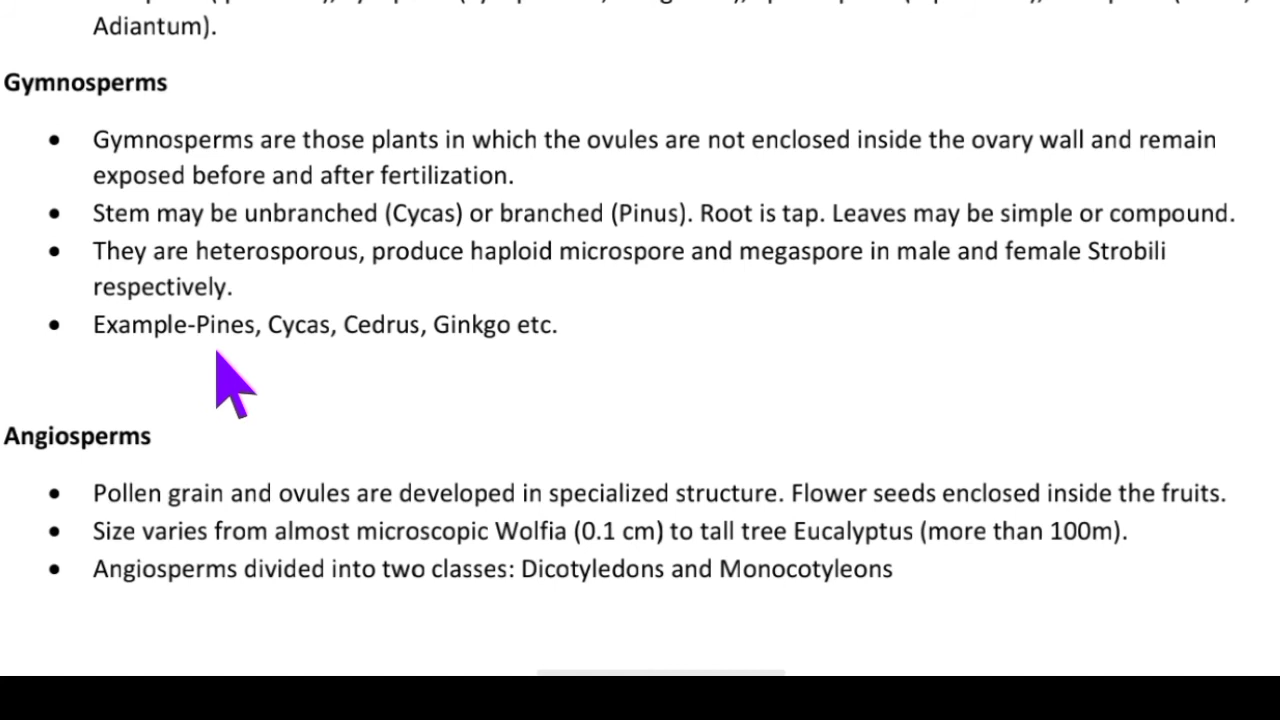 Adiantum).
Gymnosperms
• Gymnosperms are those plants in which the ovules are not enclosed inside the ovary wall and remain
exposed before and after fertilization.
• Stem may be unbranched (Cycas) or branched (Pinus). Root is tap. Leaves may be simple or compound.
• They are heterosporous, produce haploid microspore and megaspore in male and female Strobili
respectively.
• Example-Pines, Cycas, Cedrus, Ginkgo etc.
Angiosperms
• Pollen grain and ovules are developed in specialized structure. Flower seeds enclosed inside the fruits.
• Size varies from almost microscopic Wolfia (0.1 cm) to tall tree Eucalyptus (more than 100m).
• Angiosperms divided into two classes: Dicotyledons and Monocotyleons